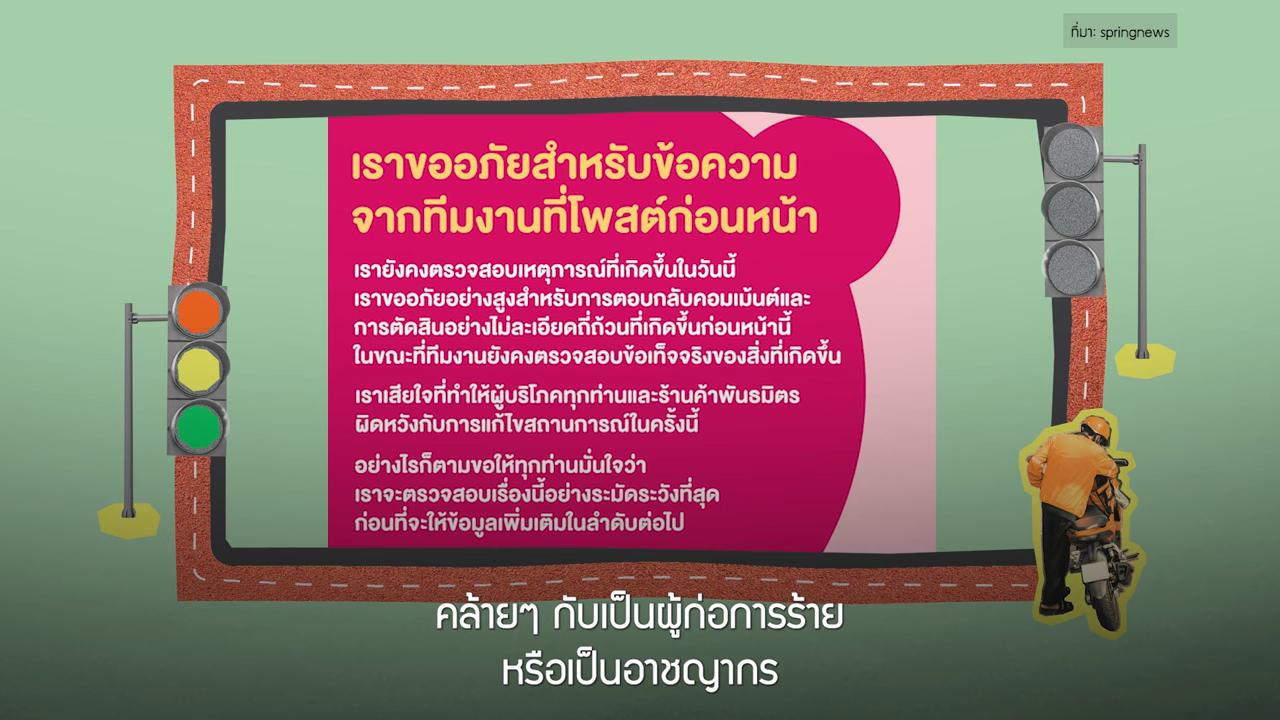 ที่มา: springnews
เราขออภัยสำหรับข้อความ
จากทีมงานที่โพสต์ก่อนหน้า
เรายังคงตรวจสอบเหตุการณ์ที่เกิดขึ้นในวันนี้
เราขออภัยอย่างสูงสำหรับการตอบกลับคอมเม้นต์และ
การตัดสินอย่างไม่ละเอียดถี่ถ้วนที่เกิดขึ้นก่อนหน้านี้
ในขณะที่ทีมงานยังคงตรวจสอบข้อเท็จจริงของสิ่งที่เกิดขึ้น
เราเสียใจที่ทำให้ผู้บริโภคทุกท่านและร้านค้าพันธมิตร
ผิดหวังกับการแก้ไขสถานการณ์ในครั้งนี้
อย่างไรก็ตามขอให้ทุกท่านมั่นใจว่า
เราจะตรวจสอบเรื่องนี้อย่างระมัดระวังที่สุด
ก่อนที่จะให้ข้อมูลเพิ่มเติมในลำดับต่อไป
คล้ายๆ กับเป็นผู้ก่อการร้าย
หรือเป็นอาชญากร